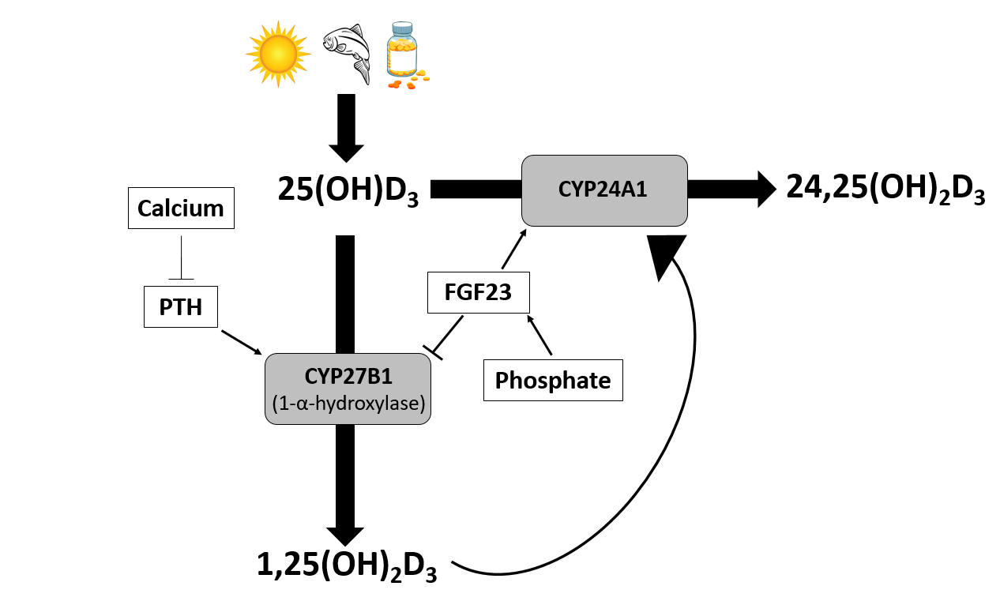 25(OH)D₃
CYP24A1
24,25(OH)₂D₃
Calcium
PTH
FGF23
CYP27B1
(1-α-hydroxylase)
Phosphate
1,25(OH)₂D₃